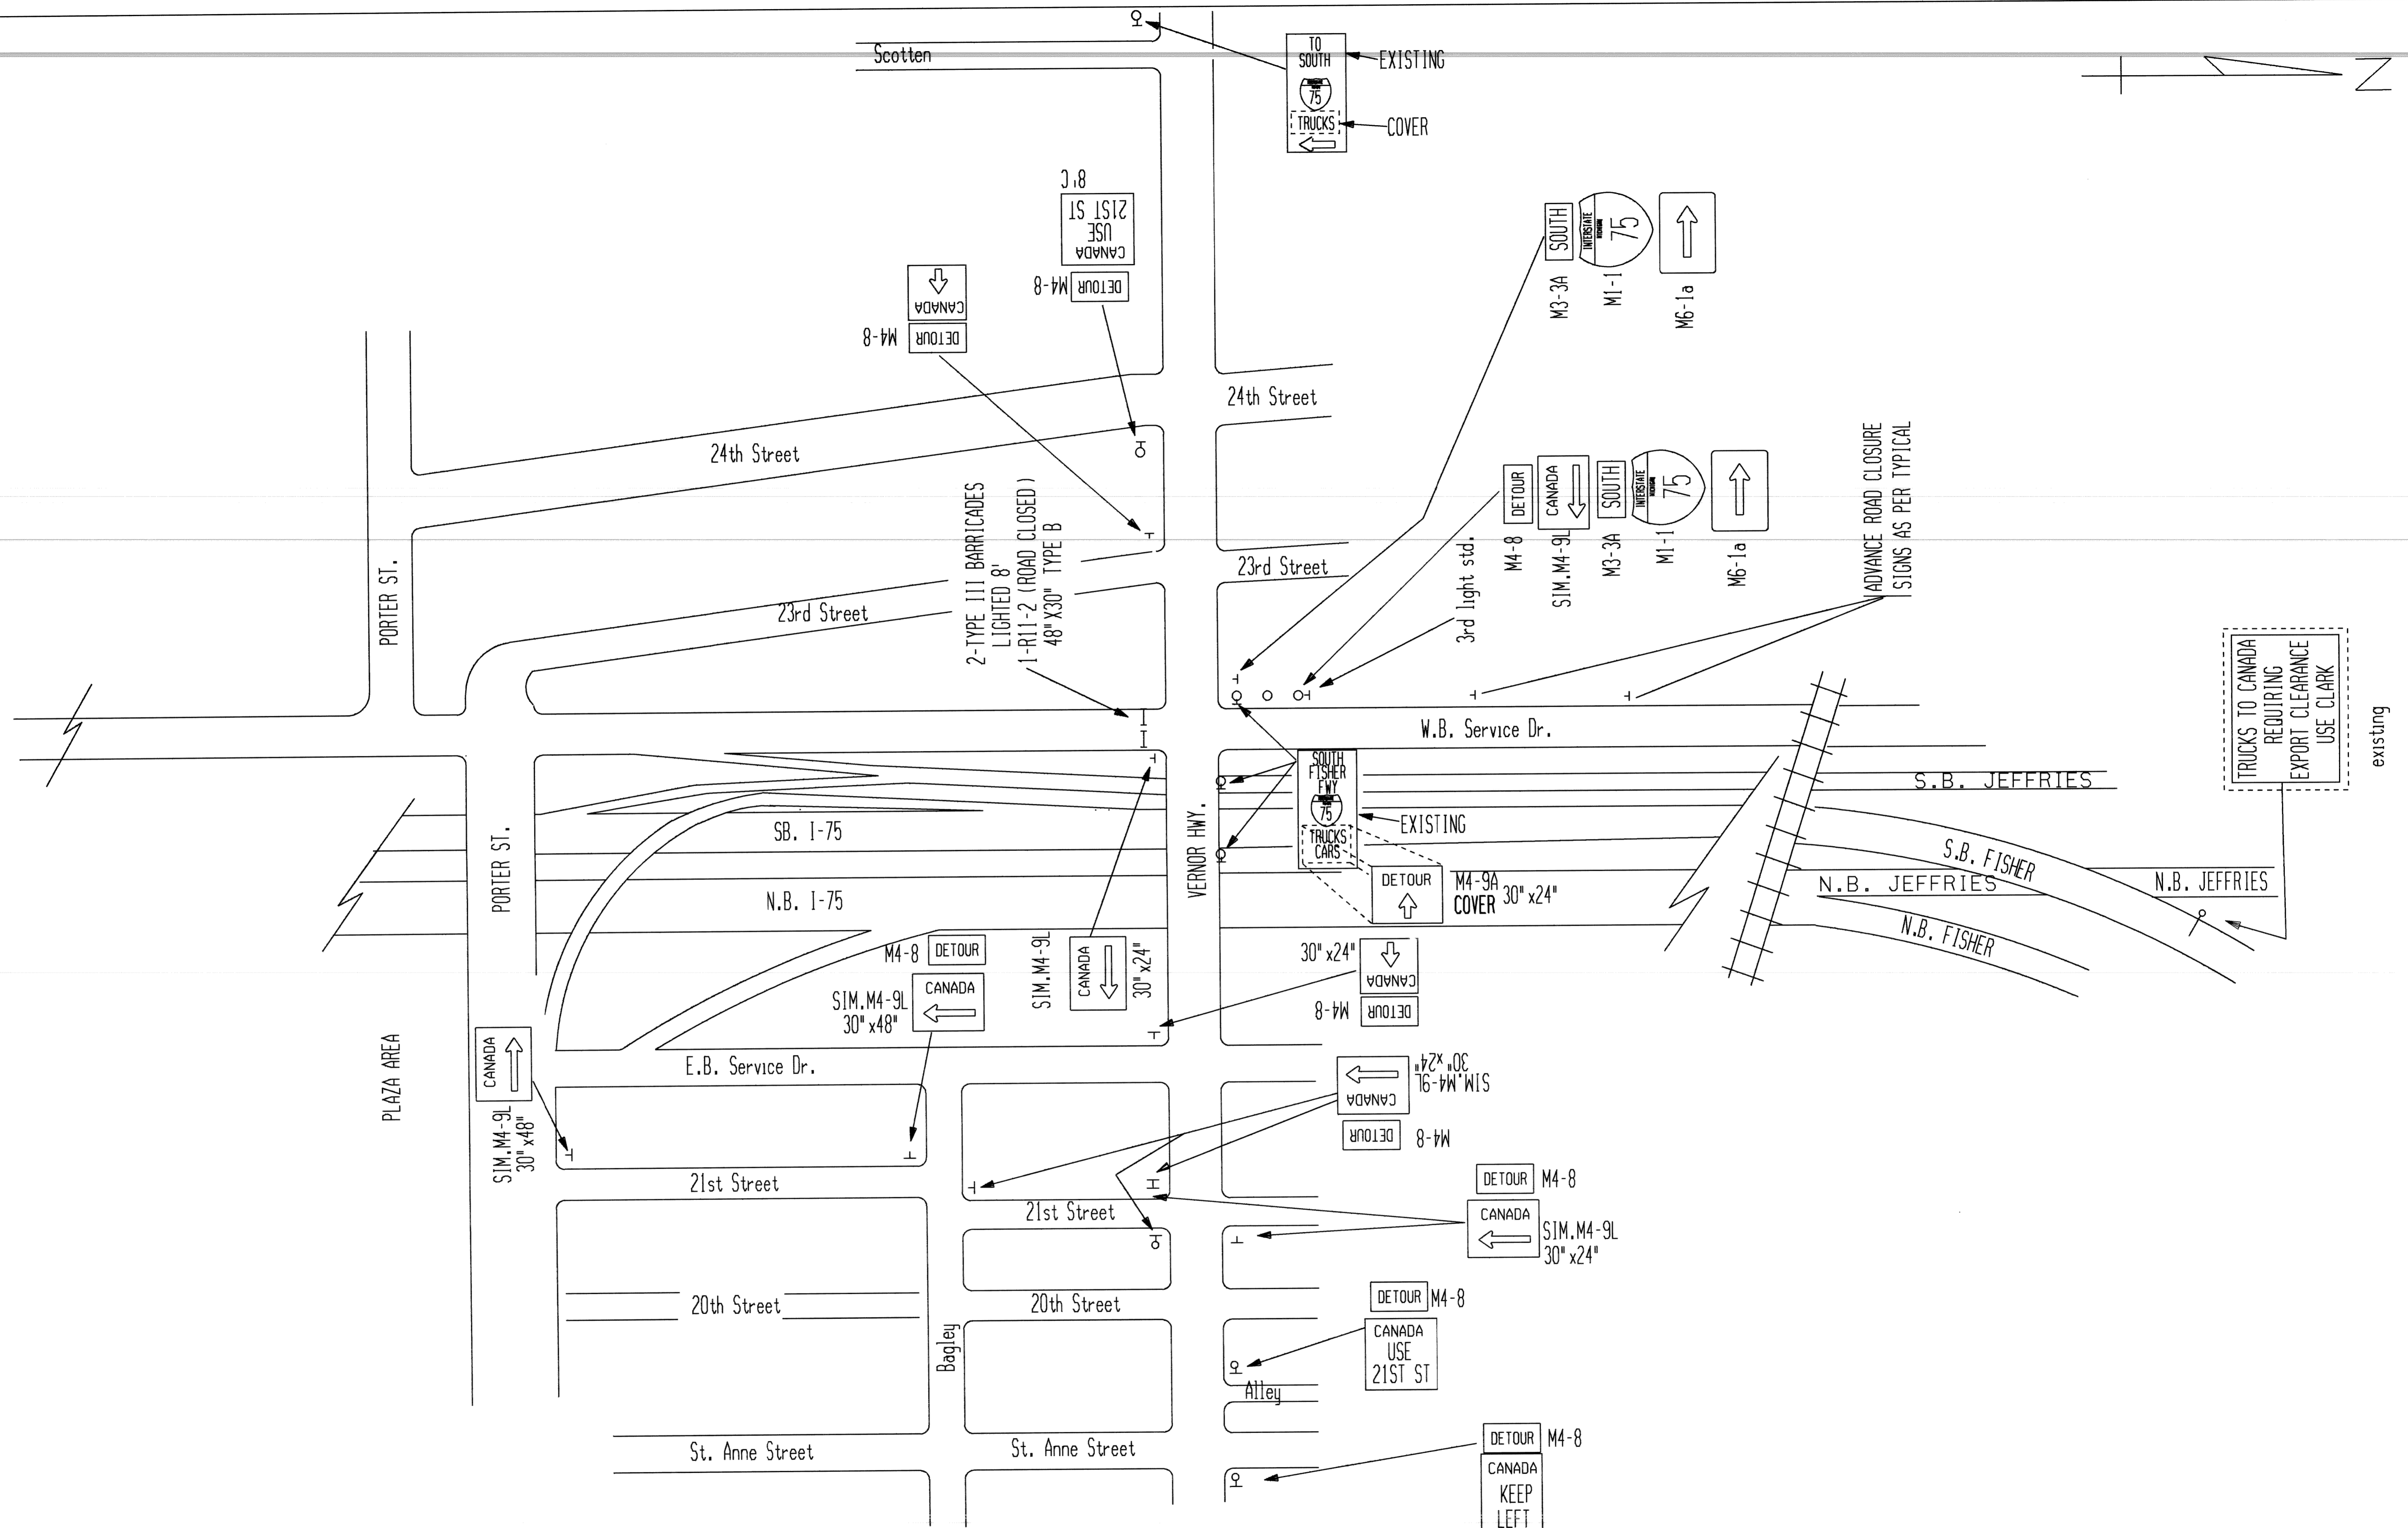 Scotten
TO
SOUTH
75
TRUCKS
EXISTING
COVER
N
8'C
CANADA
USE
21ST ST
DETOUR
M4-8
CANADA
DETOUR
M4-8
SOUTH
INTERSTATE
75
M3-3A
M1-1
M6-1a
24th Street
24th Street
PORTER ST.
23rd Street
23rd Street
2-TYPE III BARRICADES
LIGHTED 8'
1-R11-2 (ROAD CLOSED)
48"X30" TYPE B
3rd light std.
DETOUR
CANADA
SOUTH
INTERSTATE
75
M4-8
SIM.M4-9L
M3-3A
M1-1
M6-1a
ADVANCE ROAD CLOSURE
SIGNS AS PER TYPICAL
TRUCKS TO CANADA
REQUIRING
EXPORT CLEARANCE
USE CLARK
existing
W.B. Service Dr.
SOUTH
FISHER
FWY
75
TRUCKS
CARS
EXISTING
DETOUR
M4-9A
COVER
30"x24"
S.B. JEFFRIES
S.B. FISHER
N.B. JEFFRIES
N.B. JEFFRIES
N.B. FISHER
SB. I-75
N.B. I-75
PORTER ST.
VERNOR HWY.
M4-8
DETOUR
CANADA
SIM.M4-9L
30"x48"
SIM.M4-9L
CANADA
30"x24"
30"x24"
CANADA
DETOUR
M4-8
PLAZA AREA
CANADA
SIM.M4-9L
30"x48"
E.B. Service Dr.
SIM.M4-9L
30"x24"
CANADA
DETOUR
M4-8
21st Street
21st Street
DETOUR
M4-8
CANADA
SIM.M4-9L
30"x24"
20th Street
20th Street
Bagley
DETOUR
M4-8
CANADA
USE
21ST ST
Alley
St. Anne Street
St. Anne Street
DETOUR
M4-8
CANADA
KEEP
LEFT